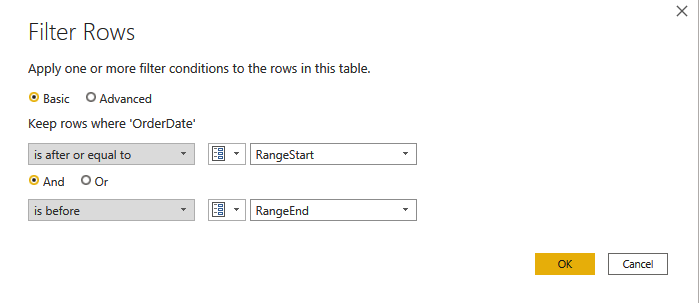 Filter Rows
Apply one or more filter conditions to the rows in this table.
Basic Advanced
Keep rows where 'OrderDate'
is after or equal to RangeStart
And Or
is before RangeEnd
OK Cancel